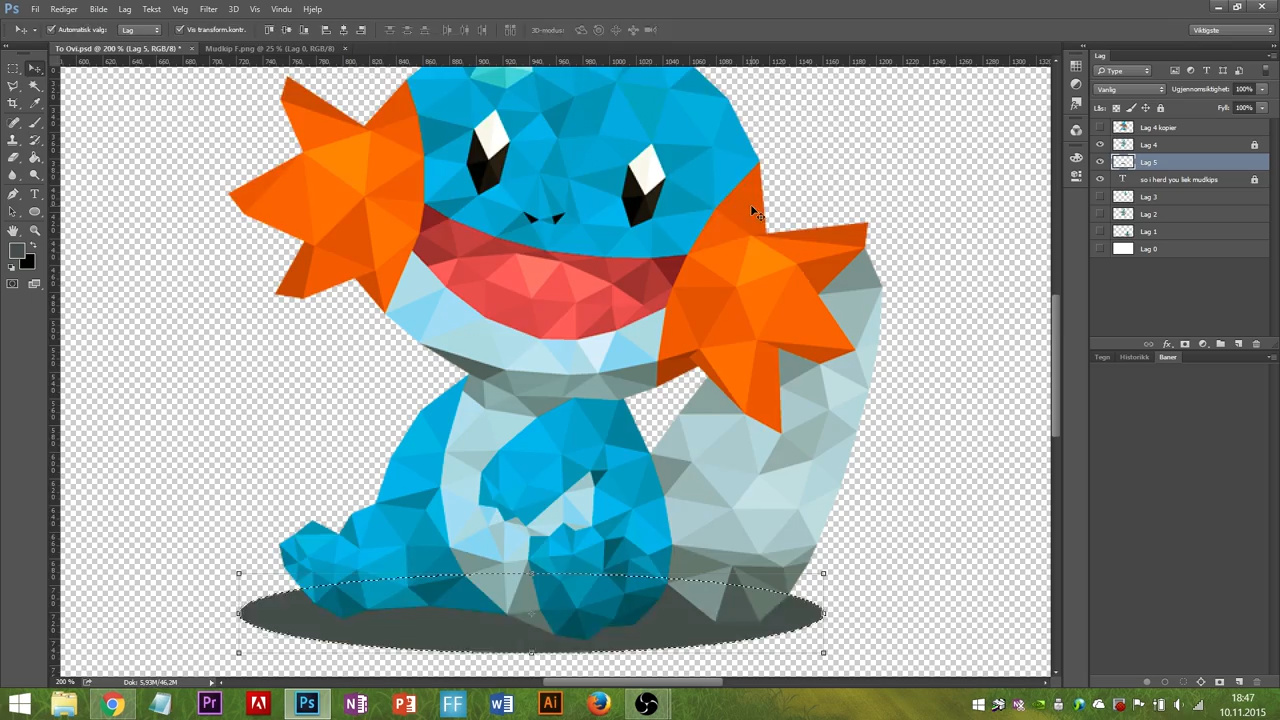 Ps Fil Rediger Bilde Lag Tekst Velg Filter 3D Vis Vindu Hjelp
Automatisk valg: Lag Vis transform.kontr. 3D-modus: Viktigste
To Ovi.psd @ 200 % (Lag 5, RGB/8) * × Mudkip F.png @ 25 % (Lag 0, RGB/8) ×
Lag
Type
Vanlig Ugjennomsiktighet: 100%
Lås: Fyll: 100%
Lag 4 kopier
Lag 4
Lag 5
T so i herd you liek mudkips
Lag 3
Lag 2
Lag 1
Lag 0
Tegn Historikk Baner
200 % Dok: 5,93M/46,2M
Pr Ps N P FF W Ai
18:47
10.11.2015